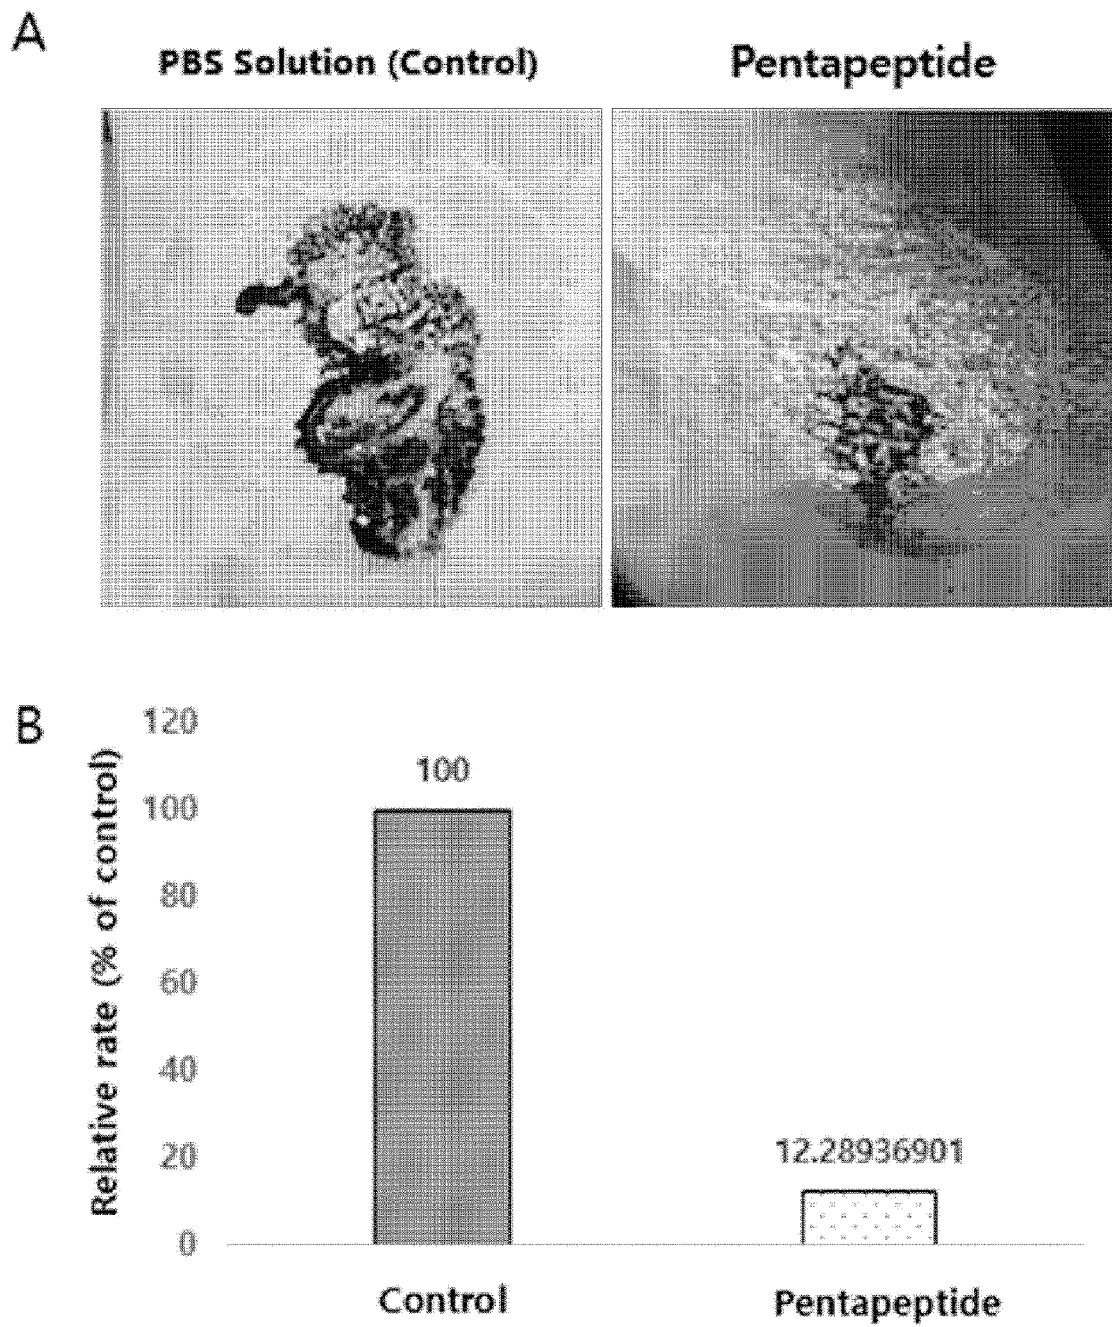 A
PBS Solution (Control)
Pentapeptide
B
Relative rate (% of control)
120
100
80
60
40
20
0
100
12.28936901
Control
Pentapeptide